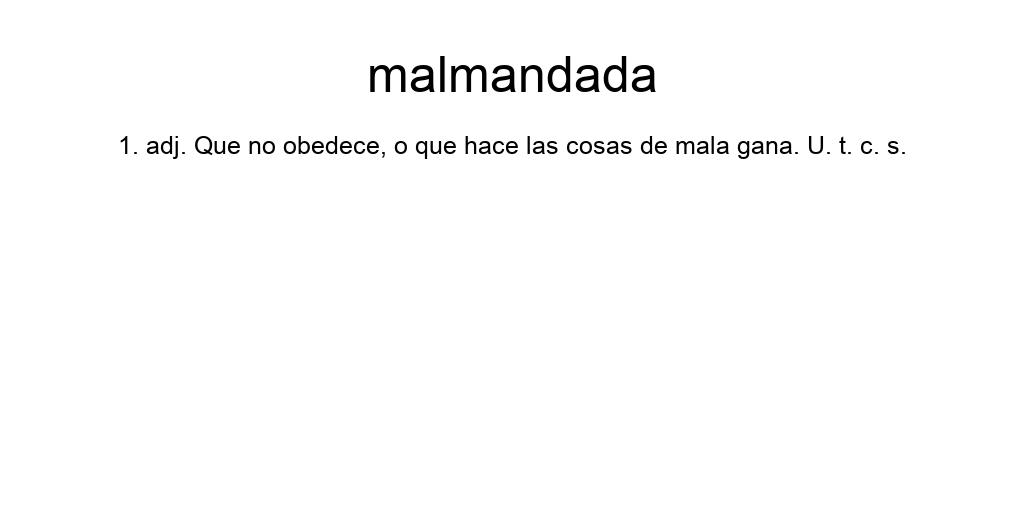 malmandada
1. adj. Que no obedece, o que hace las cosas de mala gana. U. t. c. s.